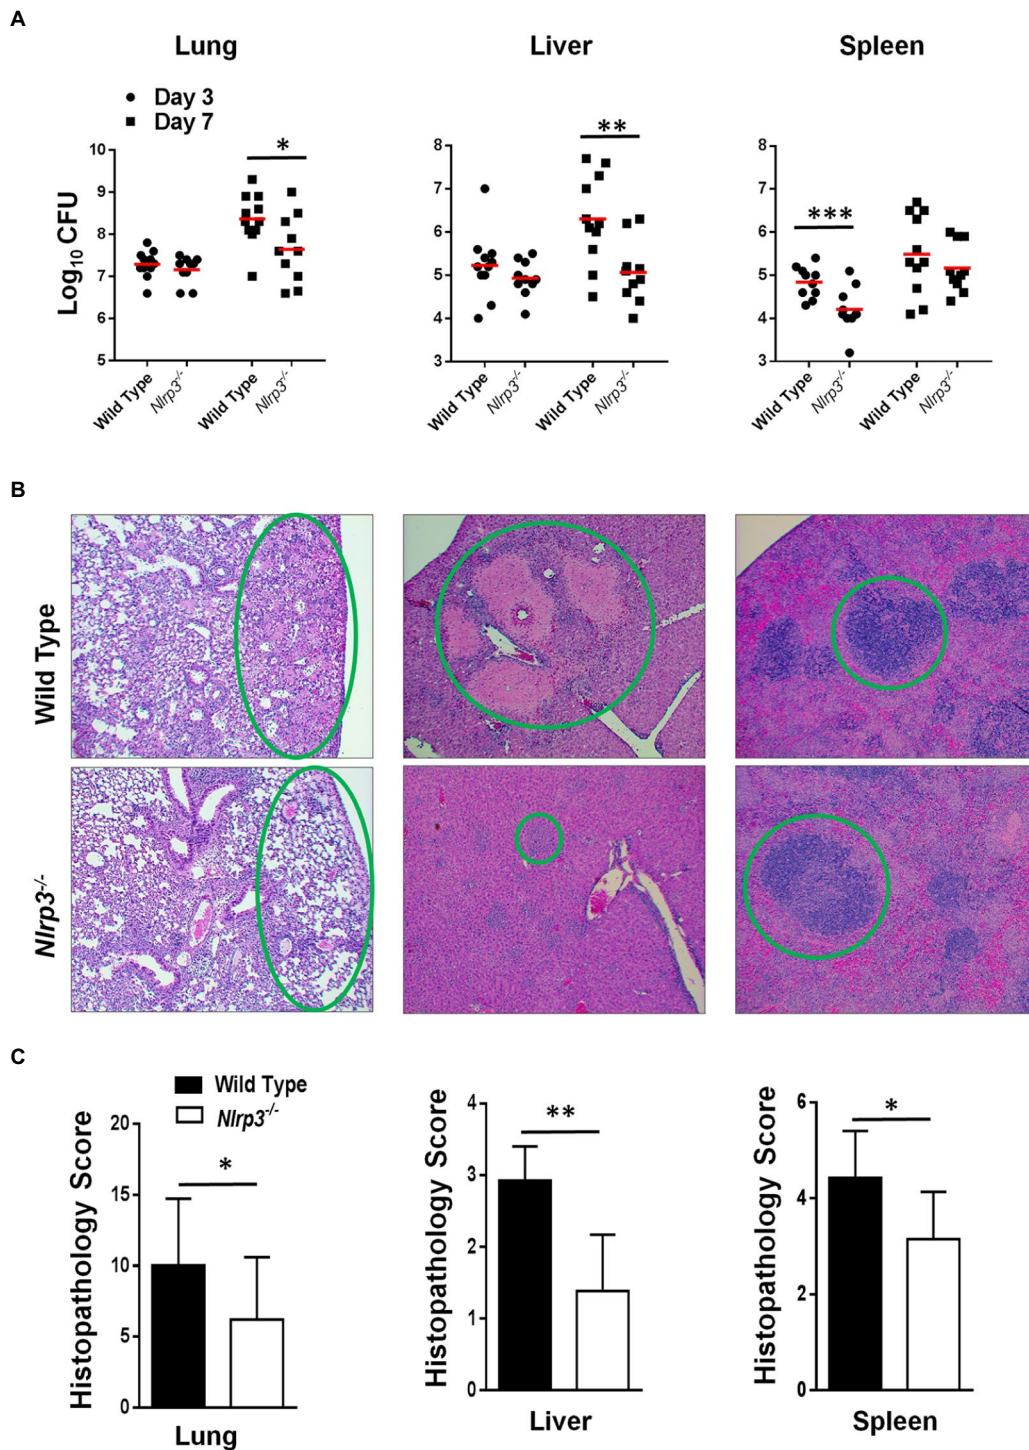 A
Lung
Liver
Spleen
Day 3
Day 7
Log10 CFU
10
9
8
7
6
5
*
Wild Type
Nlrp3-/-
Wild Type
Nlrp3-/-
8
7
6
5
4
3
**
Wild Type
Nlrp3-/-
Wild Type
Nlrp3-/-
8
7
6
5
4
3
***
Wild Type
Nlrp3-/-
Wild Type
Nlrp3-/-
B
Wild Type
Nlrp3-/-
C
Wild Type
Nlrp3-/-
Histopathology Score
20
15
10
5
0
*
Lung
Histopathology Score
4
3
2
1
0
**
Liver
Histopathology Score
6
4
2
0
*
Spleen